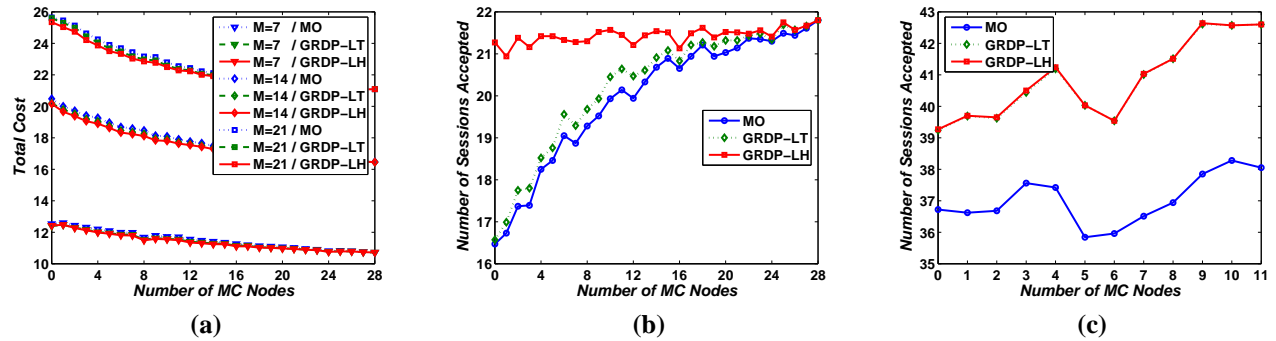 26
24
22
20
18
16
14
12
10
Total Cost
M=7 / MO
M=7 / GRDP−LT
M=7 / GRDP−LH
M=14 / MO
M=14 / GRDP−LT
M=14 / GRDP−LH
M=21 / MO
M=21 / GRDP−LT
M=21 / GRDP−LH
0 4 8 12 16 20 24 28
Number of MC Nodes
(a)
22
21
20
19
18
17
16
Number of Sessions Accepted
MO
GRDP−LT
GRDP−LH
0 4 8 12 16 20 24 28
Number of MC Nodes
(b)
43
42
41
40
39
38
37
36
35
Number of Sessions Accepted
MO
GRDP−LT
GRDP−LH
0 1 2 3 4 5 6 7 8 9 10 11
Number of MC Nodes
(c)